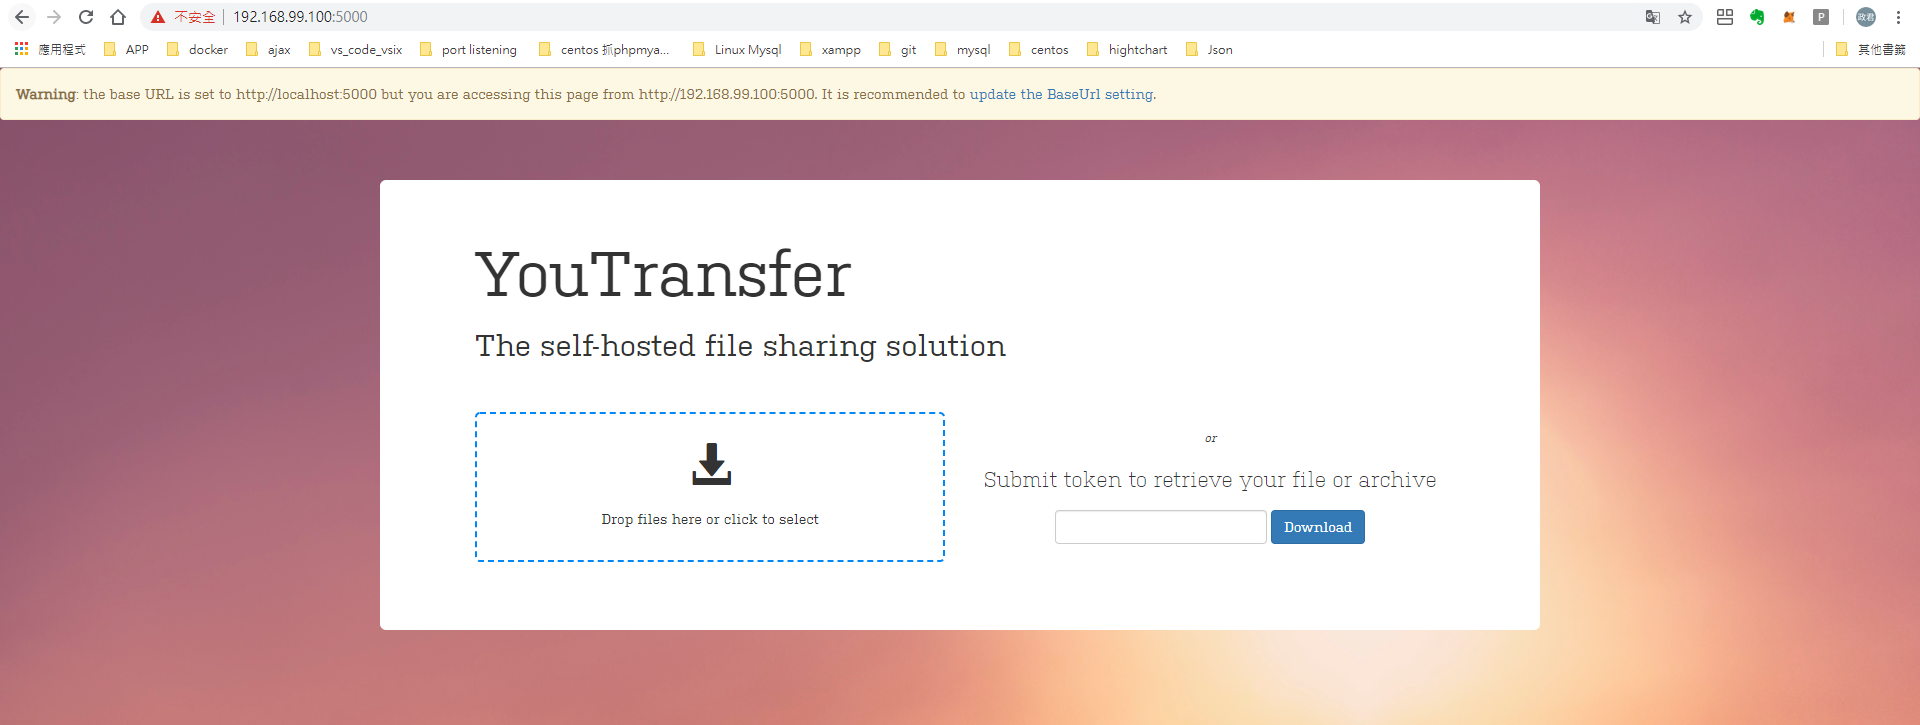 不安全 192.168.99.100:5000
應用程式 APP docker ajax vs_code_vsix port listening centos 抓phpmya... Linux Mysql xampp git mysql centos hightchart Json 其他書籤
Warning: the base URL is set to http://localhost:5000 but you are accessing this page from http://192.168.99.100:5000. It is recommended to update the BaseUrl setting.
YouTransfer
The self-hosted file sharing solution
Drop files here or click to select
or
Submit token to retrieve your file or archive
Download